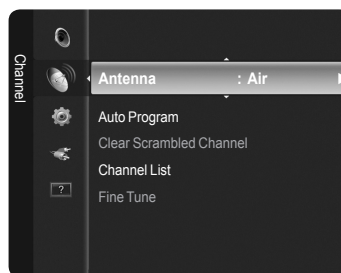 Channel
Antenna : Air
Auto Program
Clear Scrambled Channel
Channel List
Fine Tune
?